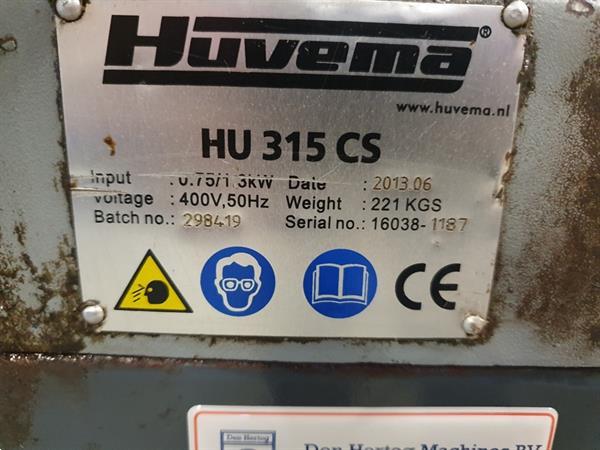 Huvema®
www.huvema.nl
HU 315 CS
Input : 0.75/1.3kW Date : 2013.06
Voltage : 400V,50Hz Weight : 221 KGS
Batch no.: 298419 Serial no.: 16038-1187
CE
Den Hertog
Den Hertog Machines BV